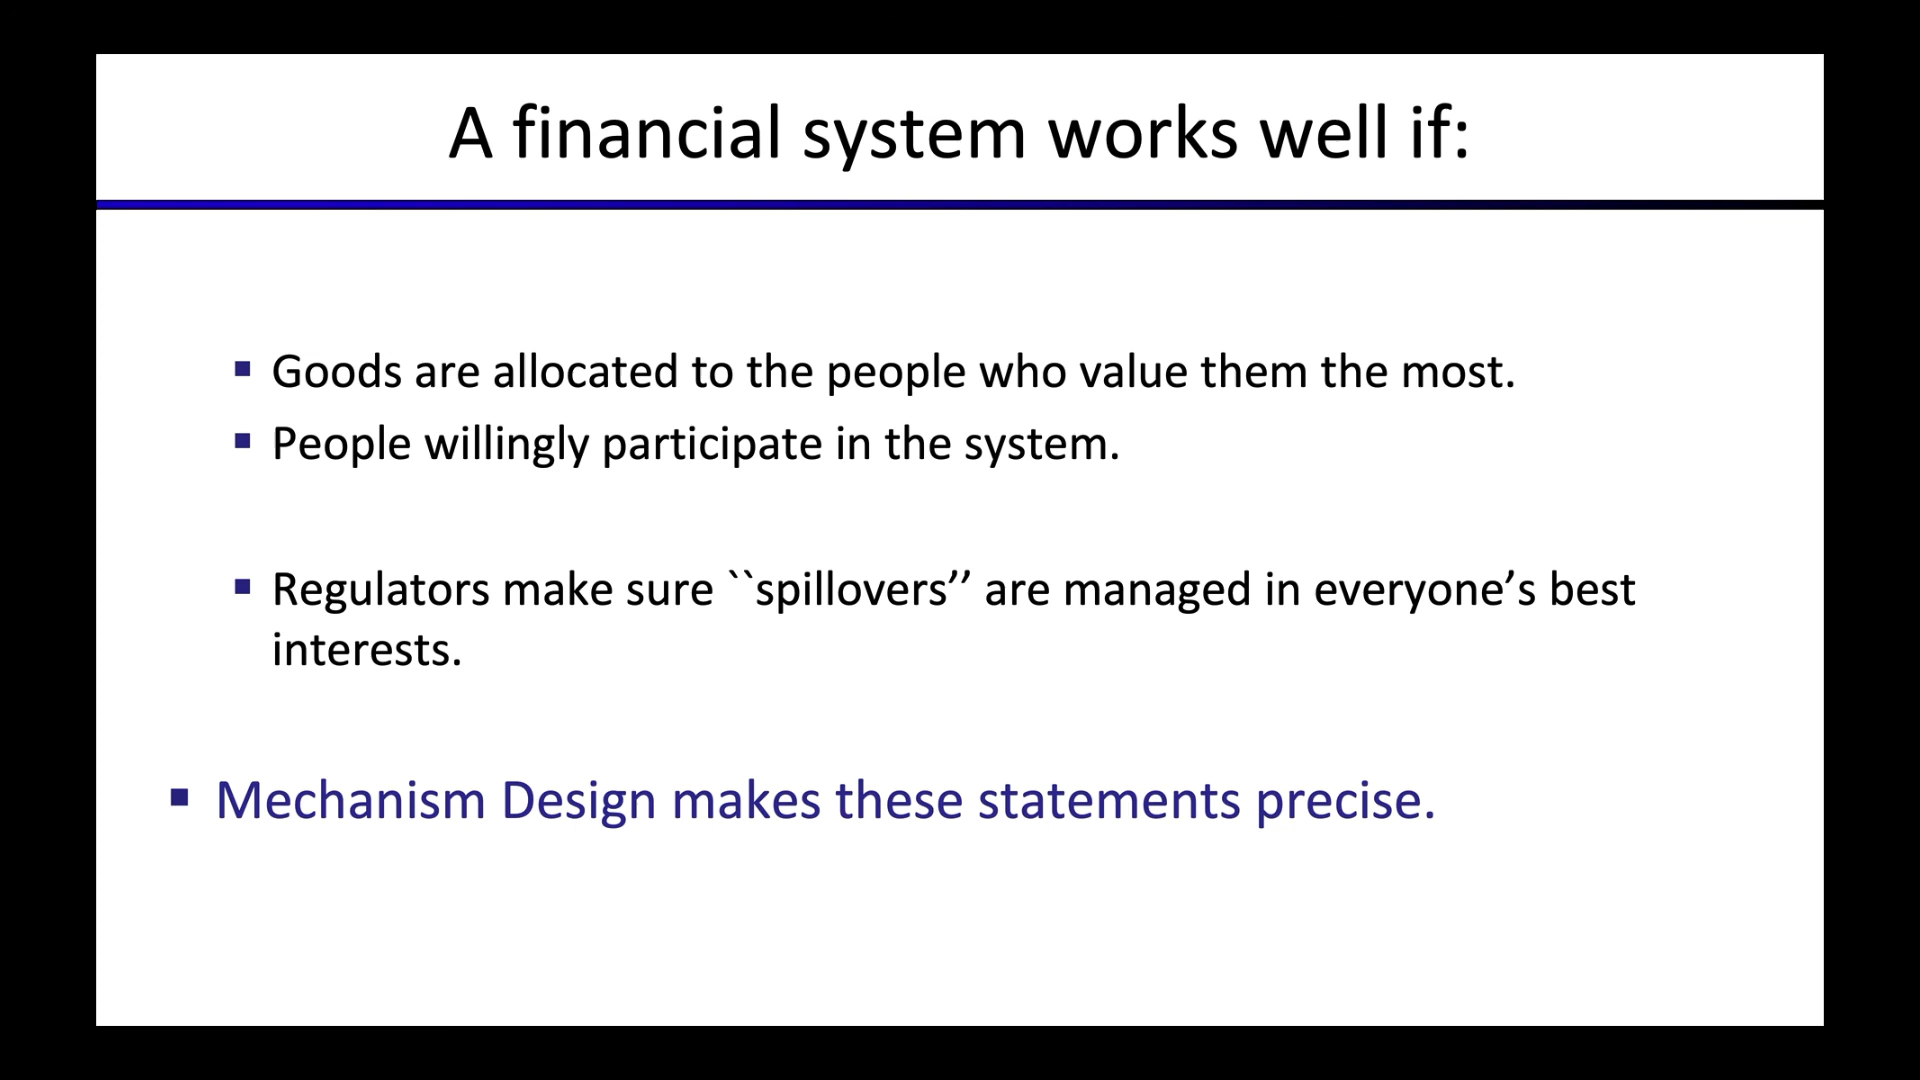 A financial system works well if:
▪ Goods are allocated to the people who value them the most.
▪ People willingly participate in the system.
▪ Regulators make sure ``spillovers’’ are managed in everyone’s best
interests.
▪ Mechanism Design makes these statements precise.